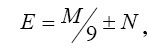 E = M/9 ± N ,